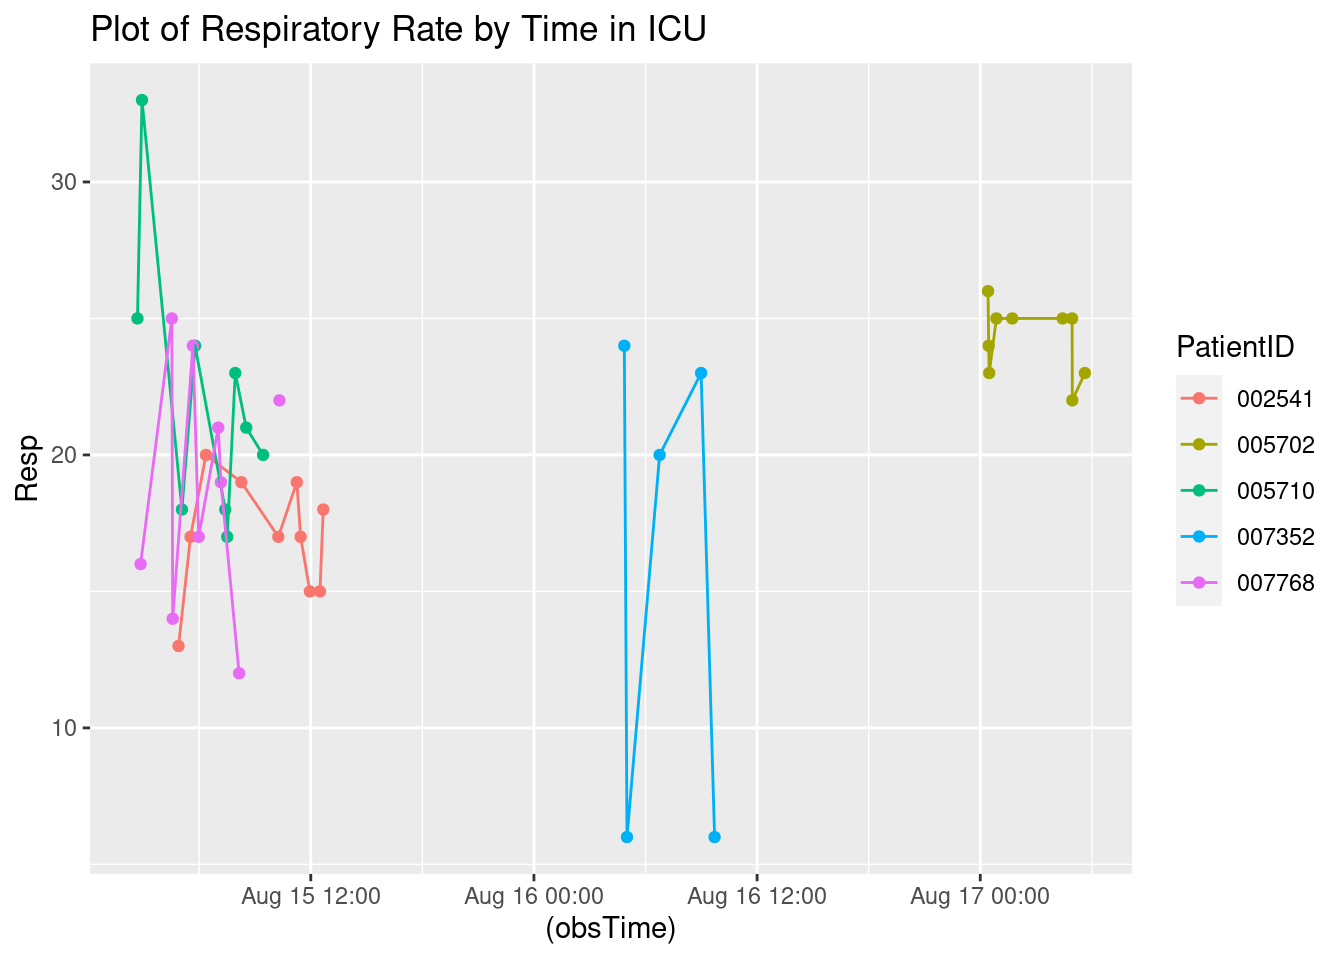 Plot of Respiratory Rate by Time in ICU
30
20
10
Resp
Aug 15 12:00
Aug 16 00:00
Aug 16 12:00
Aug 17 00:00
(obsTime)
PatientID
002541
005702
005710
007352
007768